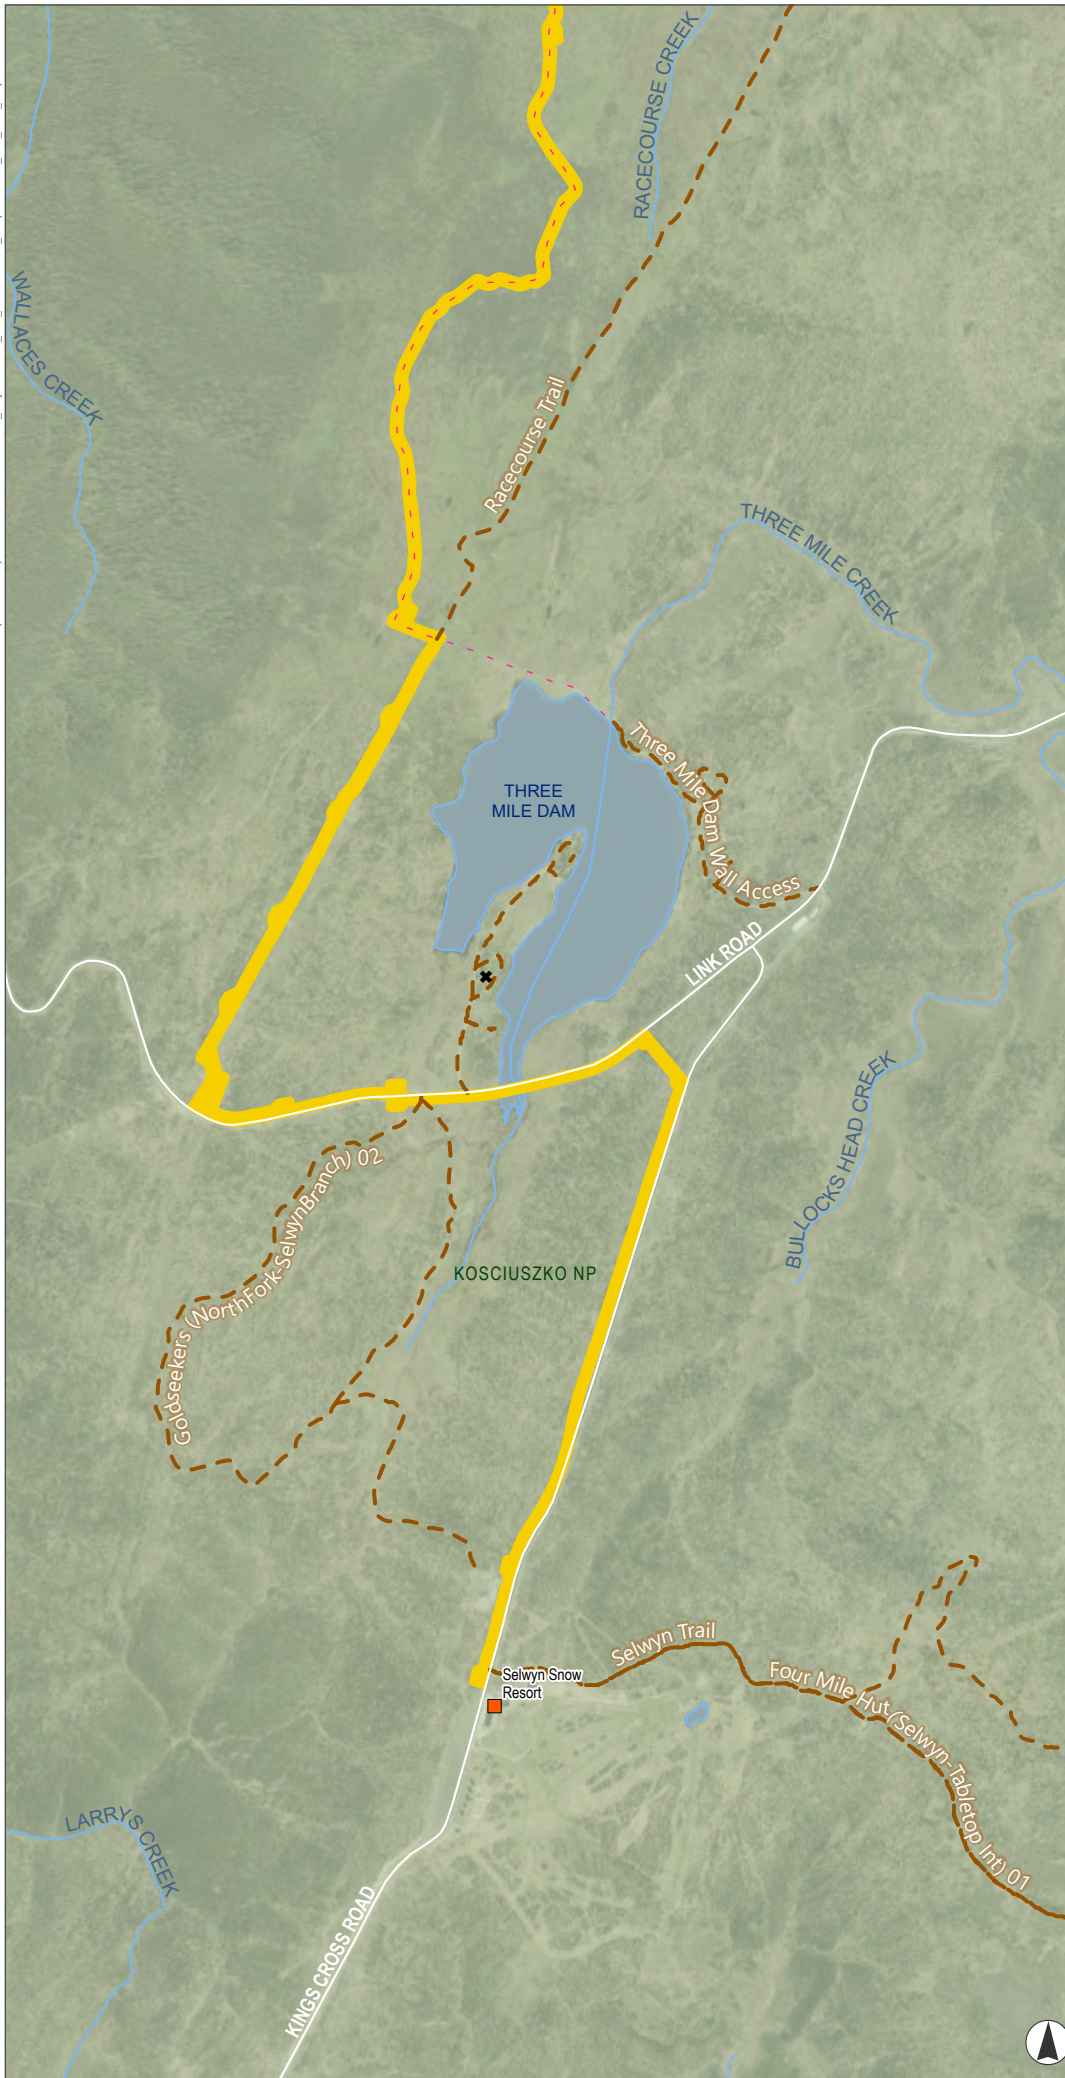 RACECOURSE CREEK
WALLACES CREEK
Racecourse Trail
THREE MILE CREEK
Three Mile Dam Wall Access
THREE
MILE DAM
LINK ROAD
BULLOCKS HEAD CREEK
Goldseekers (NorthFork-SelwynBranch) 02
KOSCIUSZKO NP
Selwyn Trail
Selwyn Snow
Resort
Four Mile Hut(Selwyn-Tabletop Int) 01
LARRYS CREEK
KINGS CROSS ROAD